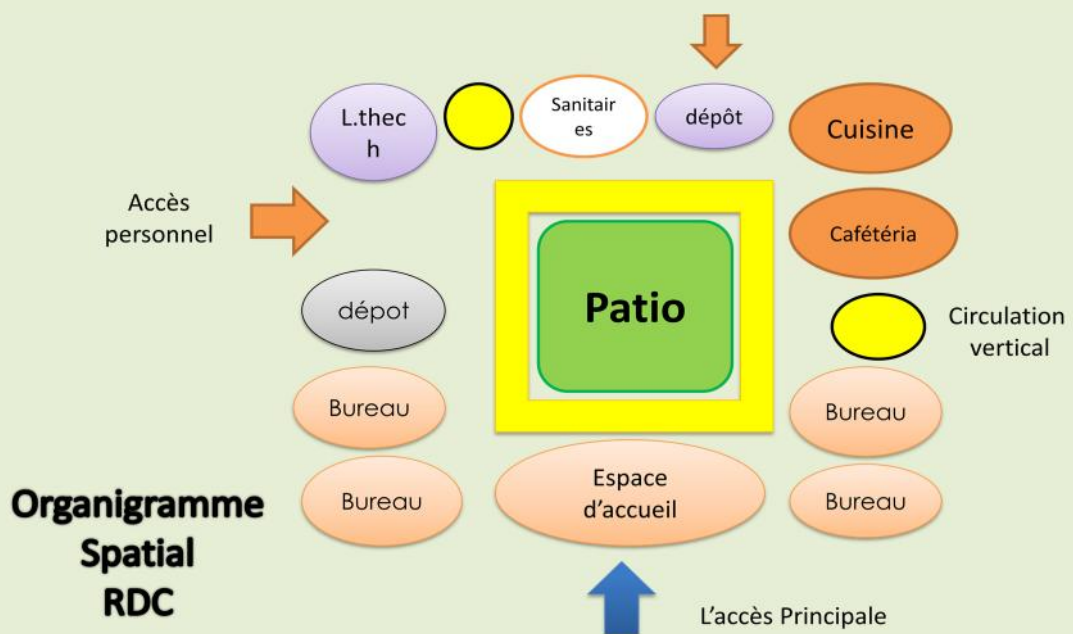 L.thec
h
Sanitair
es
dépôt
Cuisine
Accès
personnel
Cafétéria
dépot
Patio
Circulation
vertical
Bureau
Bureau
Bureau
Espace
d'accueil
Bureau
Organigramme
Spatial
RDC
L'accès Principale